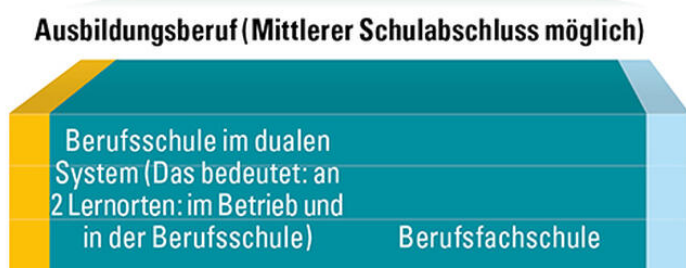 Ausbildungsberuf (Mittlerer Schulabschluss möglich)
Berufsschule im dualen
System (Das bedeutet: an
2 Lernorten: im Betrieb und
in der Berufsschule)
Berufsfachschule